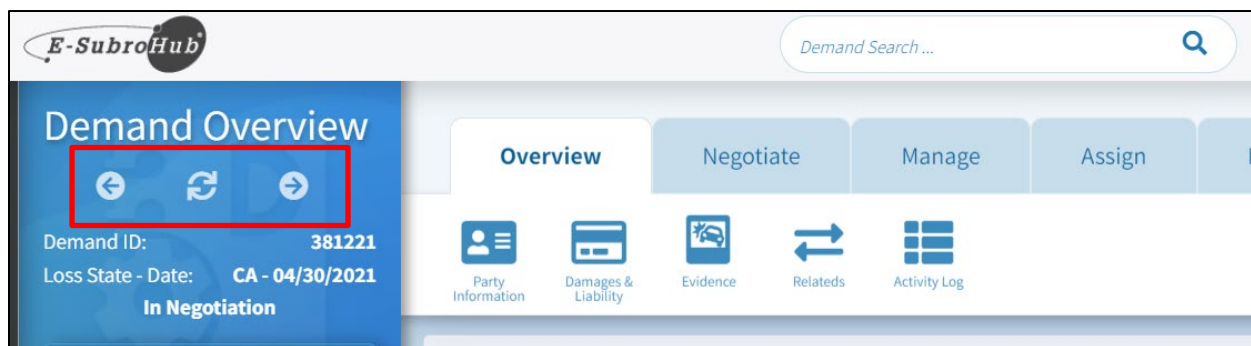 E-SubroHub
Demand Search ...
Demand Overview
Demand ID: 381221
Loss State - Date: CA - 04/30/2021
In Negotiation
Overview Negotiate Manage Assign
Party Information
Damages & Liability
Evidence
Relateds
Activity Log